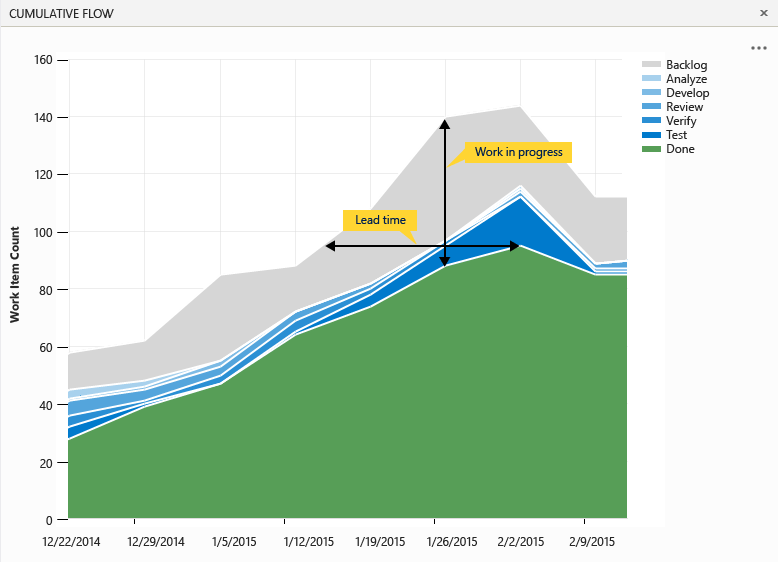 CUMULATIVE FLOW ×
•••
Backlog
Analyze
Develop
Review
Verify
Test
Done
160
140
120
100
80
60
40
20
0
Work Item Count
Work in progress
Lead time
12/22/2014 12/29/2014 1/5/2015 1/12/2015 1/19/2015 1/26/2015 2/2/2015 2/9/2015